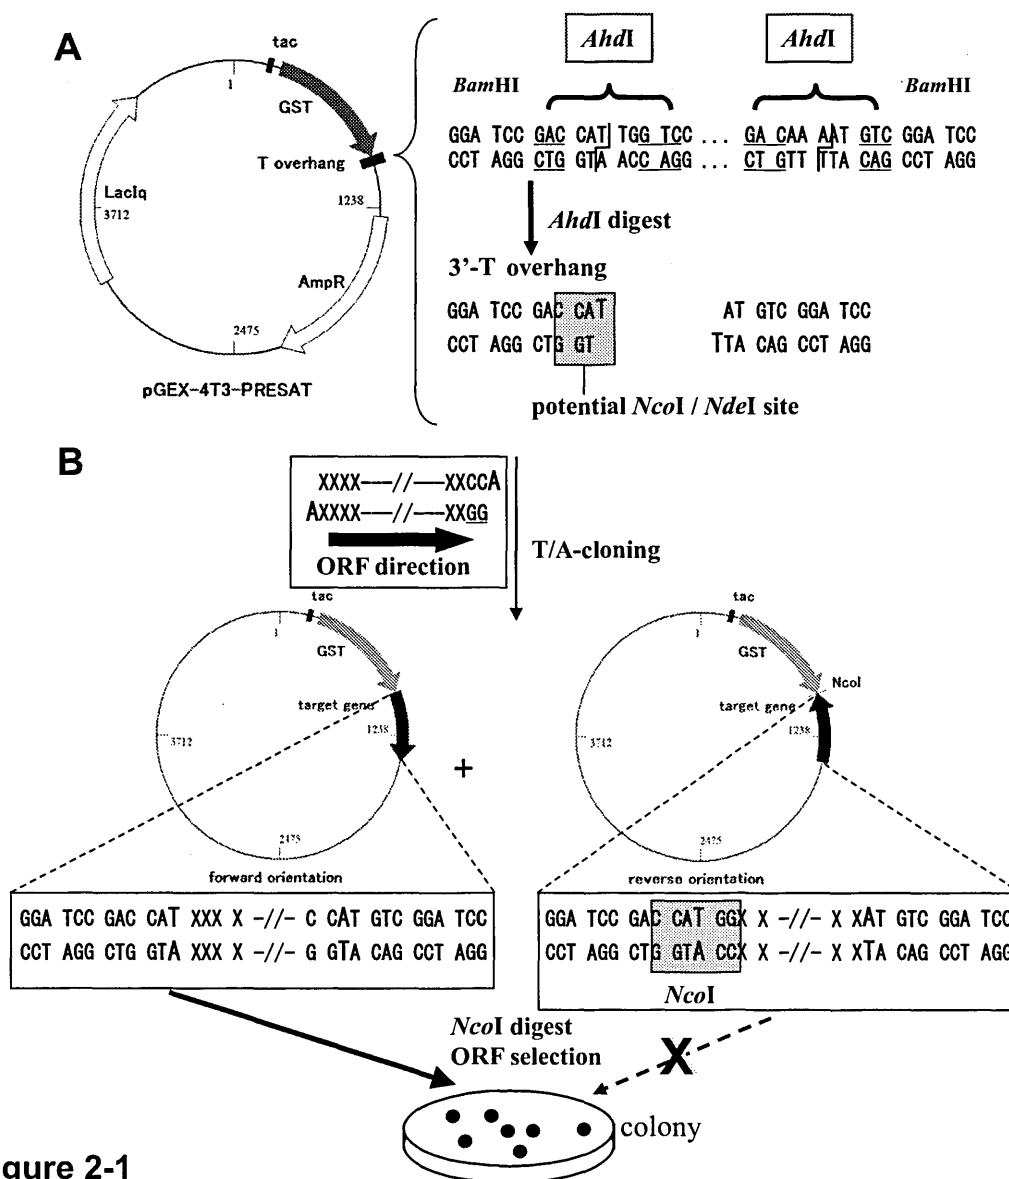 A
tac
1
GST
T overhang
LacIq
3712
1238
AmpR
2475
pGEX-4T3-PRESAT
AhdI AhdI
BamHI BamHI
GGA TCC GAC CAT TGG TCC ... GA CAA AAT GTC GGA TCC
CCT AGG CTG GTA ACC AGG ... CT GTT TTA CAG CCT AGG
AhdI digest
3'-T overhang
GGA TCC GAC CAT AT GTC GGA TCC
CCT AGG CTG GT TTA CAG CCT AGG
potential NcoI / NdeI site
B
XXXX—//—XXCCA
AXXXX—//—XXGG
ORF direction
T/A-cloning
tac
1
GST
target gene
1238
3712
2475
forward orientation
+
tac
1
GST
NcoI
target gene
1238
3712
2475
reverse orientation
GGA TCC GAC CAT XXX X -//- C CAT GTC GGA TCC
CCT AGG CTG GTA XXX X -//- G GTA CAG CCT AGG
GGA TCC GAC CAT GGX X -//- X XAT GTC GGA TCC
CCT AGG CTG GTA CCX X -//- X XTA CAG CCT AGG
NcoI
NcoI digest
ORF selection
X
colony
gure 2-1